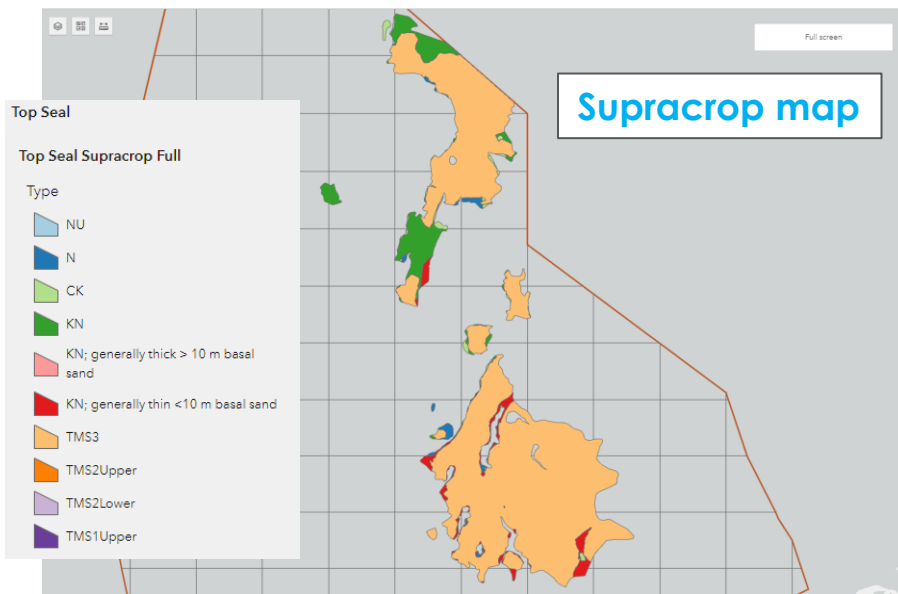 Full screen
Supracrop map
Top Seal
Top Seal Supracrop Full
Type
NU
N
CK
KN
KN; generally thick > 10 m basal
sand
KN; generally thin <10 m basal sand
TMS3
TMS2Upper
TMS2Lower
TMS1Upper